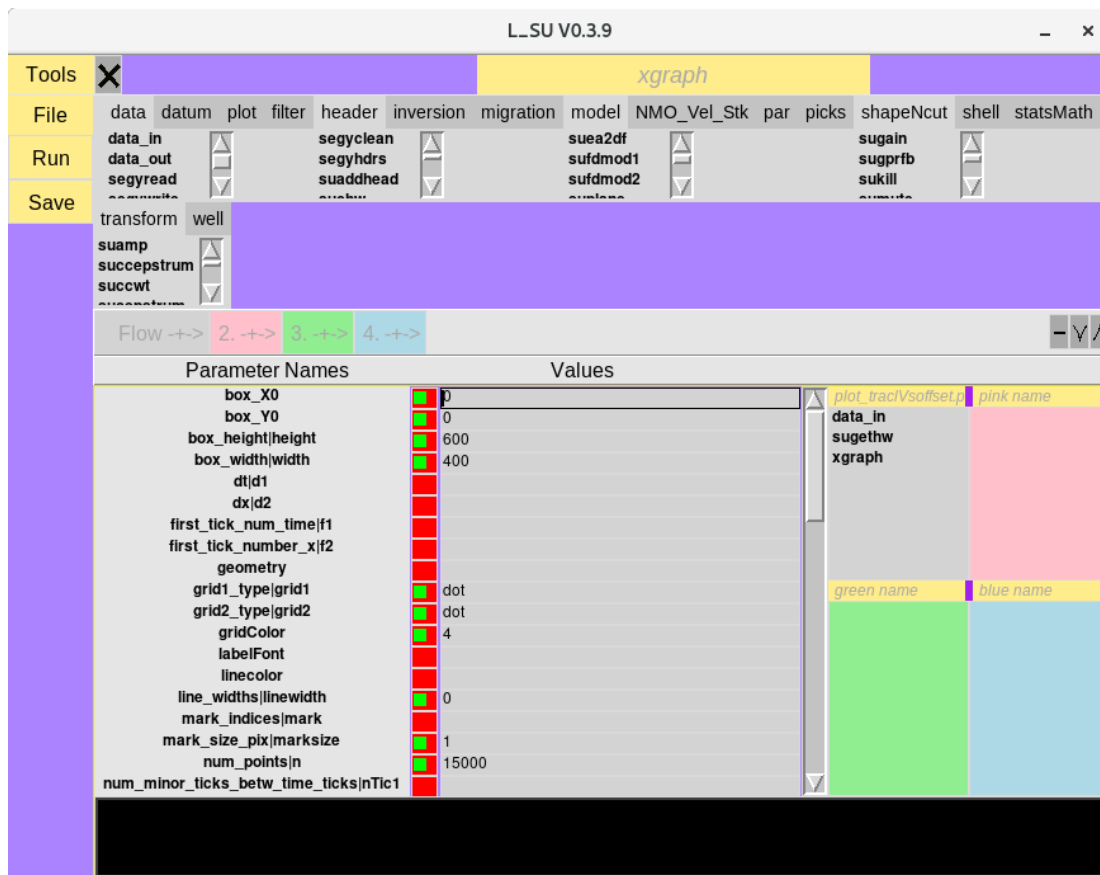 L_SU V0.3.9
Tools
xgraph
File
data datum plot filter header inversion migration model NMO_Vel_Stk par picks shapeNcut shell statsMath
data_in segyclean suea2df sugain
Run
data_out segyhdrs sufdmod1 sugprfb
segyread suaddhead sufdmod2 sukill
Save
transform well
suamp
succepstrum
succwt
Flow -+-> 2. -+-> 3. -+-> 4. -+->
Parameter Names Values
box_X0 0 plot_traclVsoffset.p pink name
box_Y0 0 data_in
box_height|height 600 sugethw
box_width|width 400 xgraph
dt|d1
dx|d2
first_tick_num_time|f1
first_tick_number_x|f2
geometry
grid1_type|grid1 dot green name blue name
grid2_type|grid2 dot
gridColor 4
labelFont
linecolor
line_widths|linewidth 0
mark_indices|mark
mark_size_pix|marksize 1
num_points|n 15000
num_minor_ticks_betw_time_ticks|nTic1